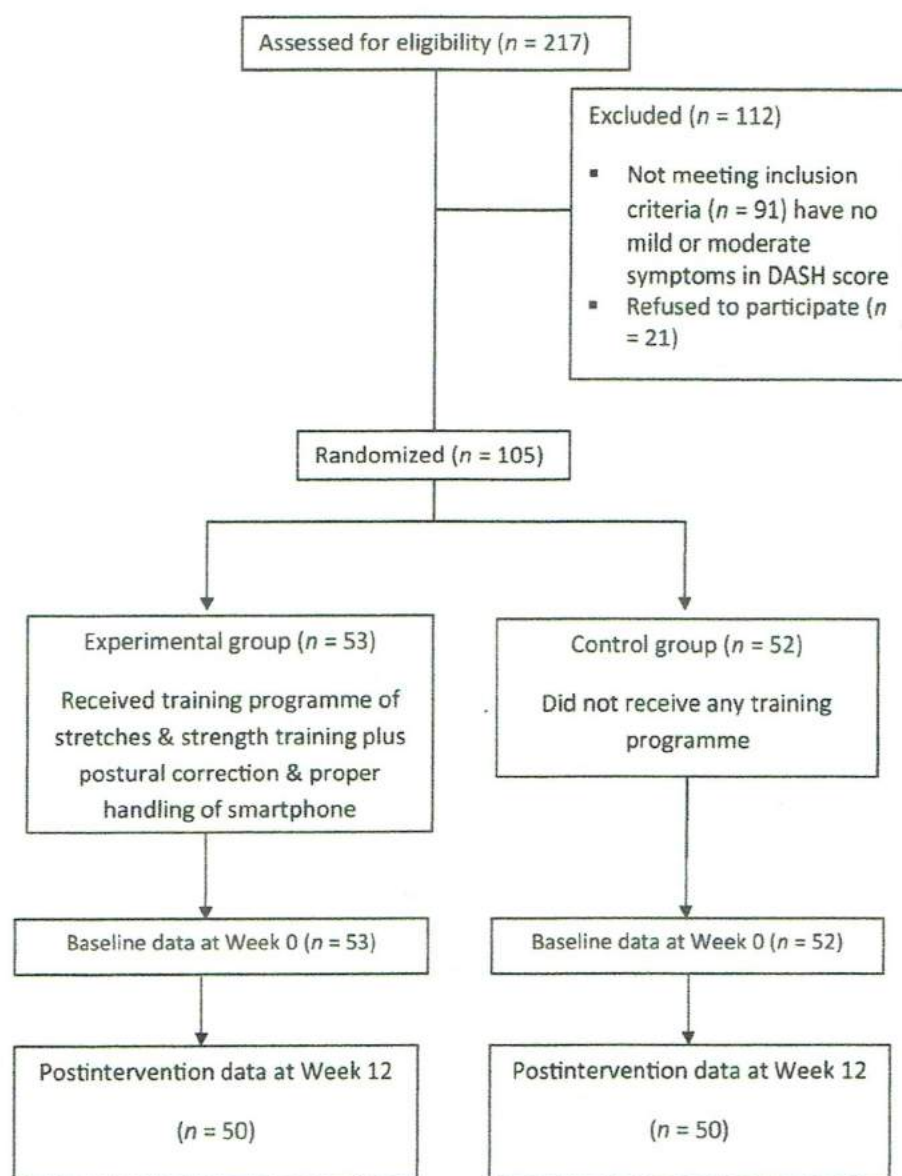 Assessed for eligibility (n = 217)
Excluded (n = 112)
▪ Not meeting inclusion
criteria (n = 91) have no
mild or moderate
symptoms in DASH score
▪ Refused to participate (n
= 21)
Randomized (n = 105)
Experimental group (n = 53)
Received training programme of
stretches & strength training plus
postural correction & proper
handling of smartphone
Control group (n = 52)
Did not receive any training
programme
Baseline data at Week 0 (n = 53)
Baseline data at Week 0 (n = 52)
Postintervention data at Week 12
(n = 50)
Postintervention data at Week 12
(n = 50)